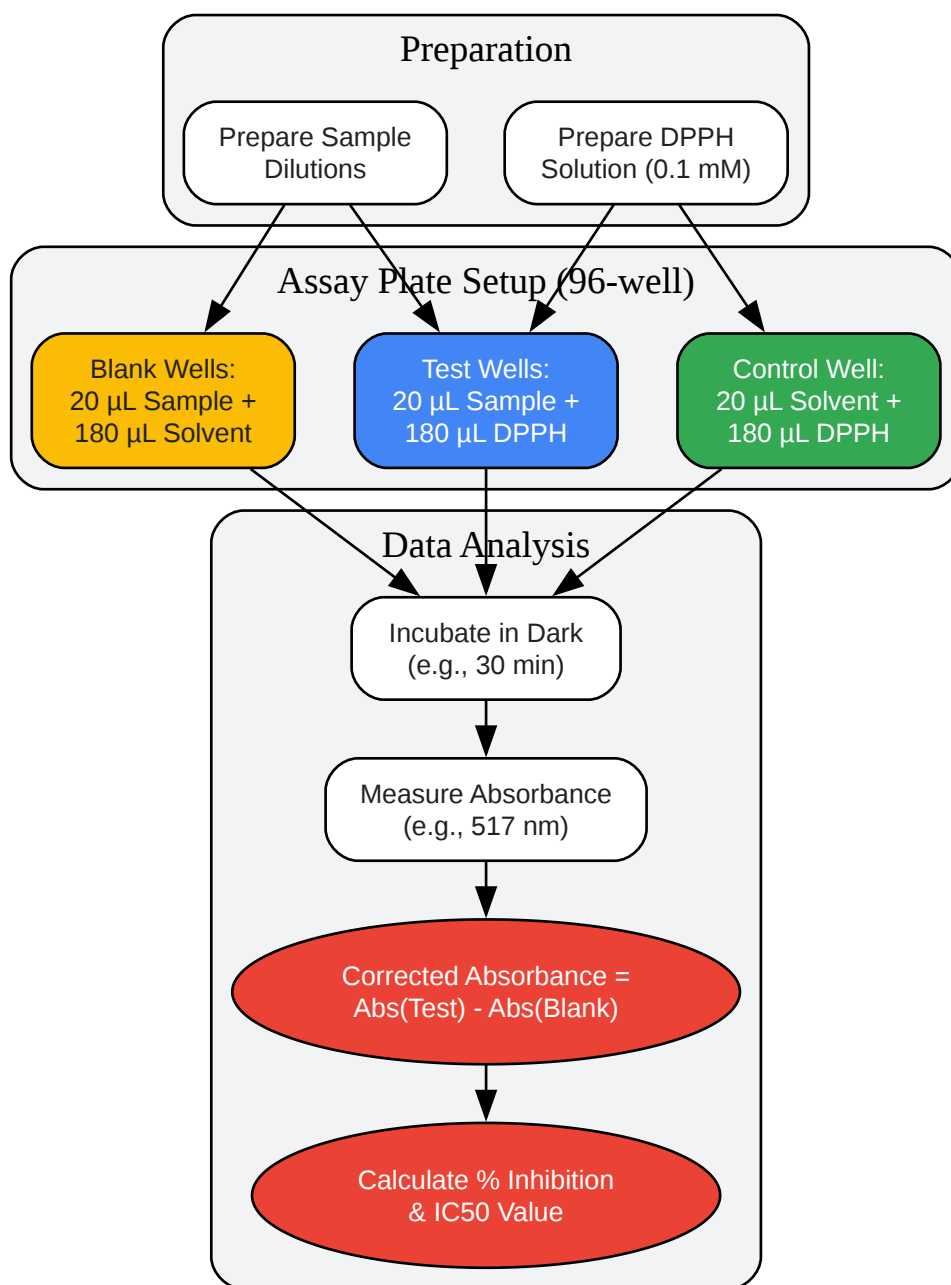 Preparation
Prepare Sample
Dilutions
Prepare DPPH
Solution (0.1 mM)
Assay Plate Setup (96-well)
Blank Wells:
20 µL Sample +
180 µL Solvent
Test Wells:
20 µL Sample +
180 µL DPPH
Control Well:
20 µL Solvent +
180 µL DPPH
Data Analysis
Incubate in Dark
(e.g., 30 min)
Measure Absorbance
(e.g., 517 nm)
Corrected Absorbance =
Abs(Test) - Abs(Blank)
Calculate % Inhibition
& IC50 Value